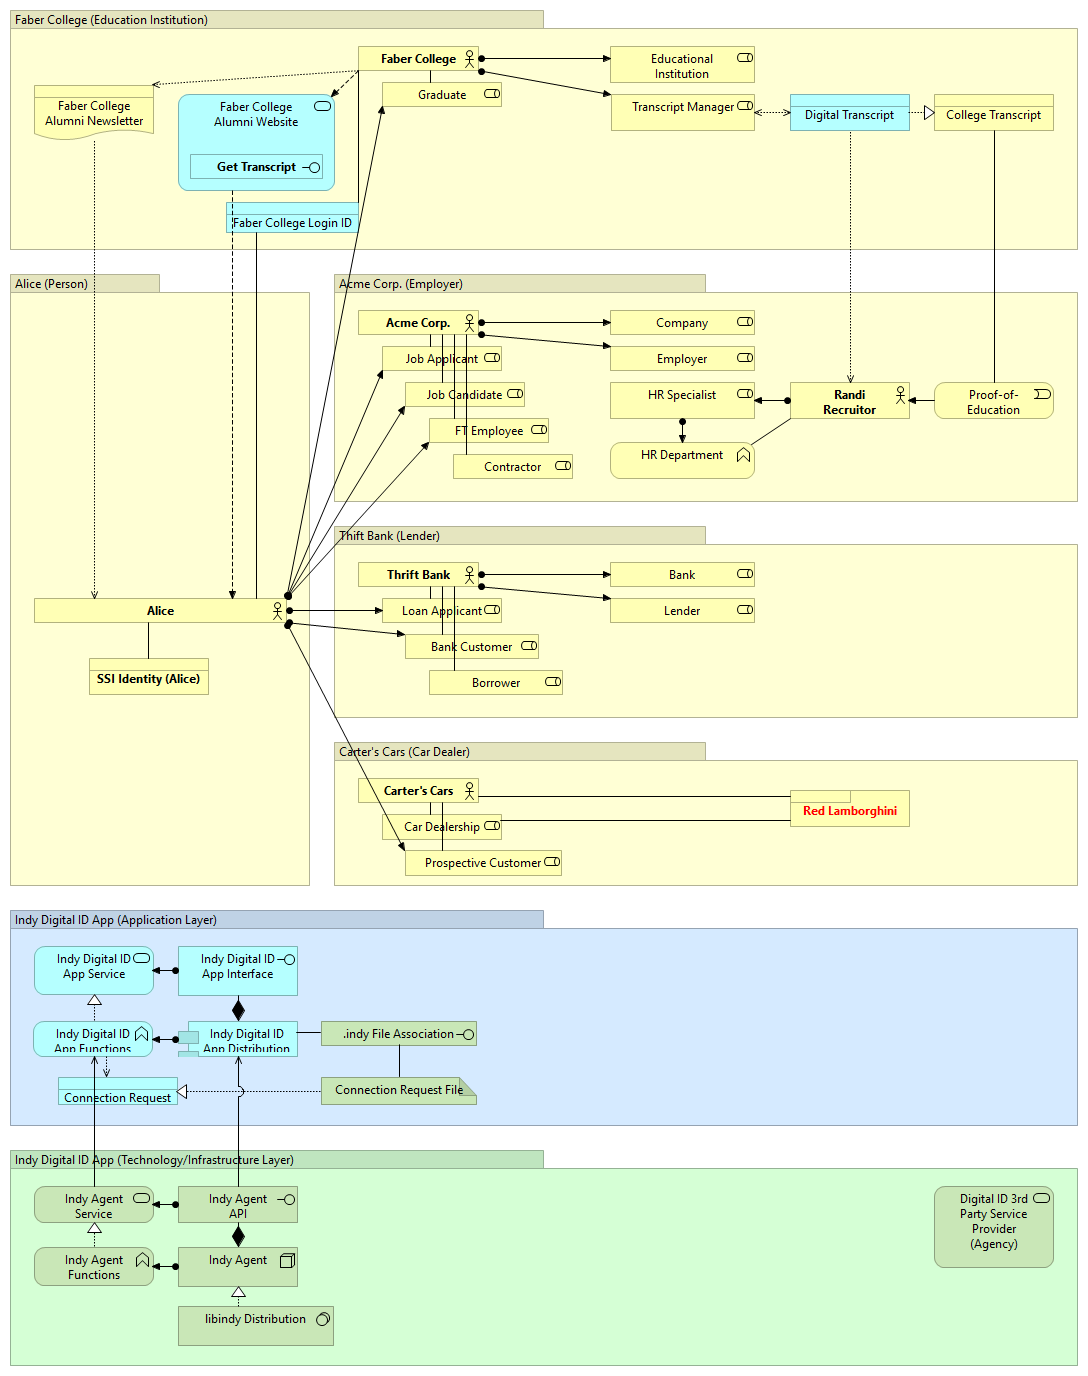 Faber College (Education Institution)
Faber College
Educational
Institution
Graduate
Transcript Manager
Digital Transcript
College Transcript
Faber College
Alumni Newsletter
Faber College
Alumni Website
Get Transcript
Faber College Login ID
Alice (Person)
Alice
SSI Identity (Alice)
Acme Corp. (Employer)
Acme Corp.
Company
Job Applicant
Employer
Job Candidate
HR Specialist
Randi
Recruitor
Proof-of-
Education
FT Employee
HR Department
Contractor
Thift Bank (Lender)
Thrift Bank
Bank
Loan Applicant
Lender
Bank Customer
Borrower
Carter's Cars (Car Dealer)
Carter's Cars
Red Lamborghini
Car Dealership
Prospective Customer
Indy Digital ID App (Application Layer)
Indy Digital ID
App Service
Indy Digital ID
App Interface
Indy Digital ID
App Functions
Indy Digital ID
App Distribution
.indy File Association
Connection Request
Connection Request File
Indy Digital ID App (Technology/Infrastructure Layer)
Indy Agent
Service
Indy Agent
API
Digital ID 3rd
Party Service
Provider
(Agency)
Indy Agent
Functions
Indy Agent
libindy Distribution